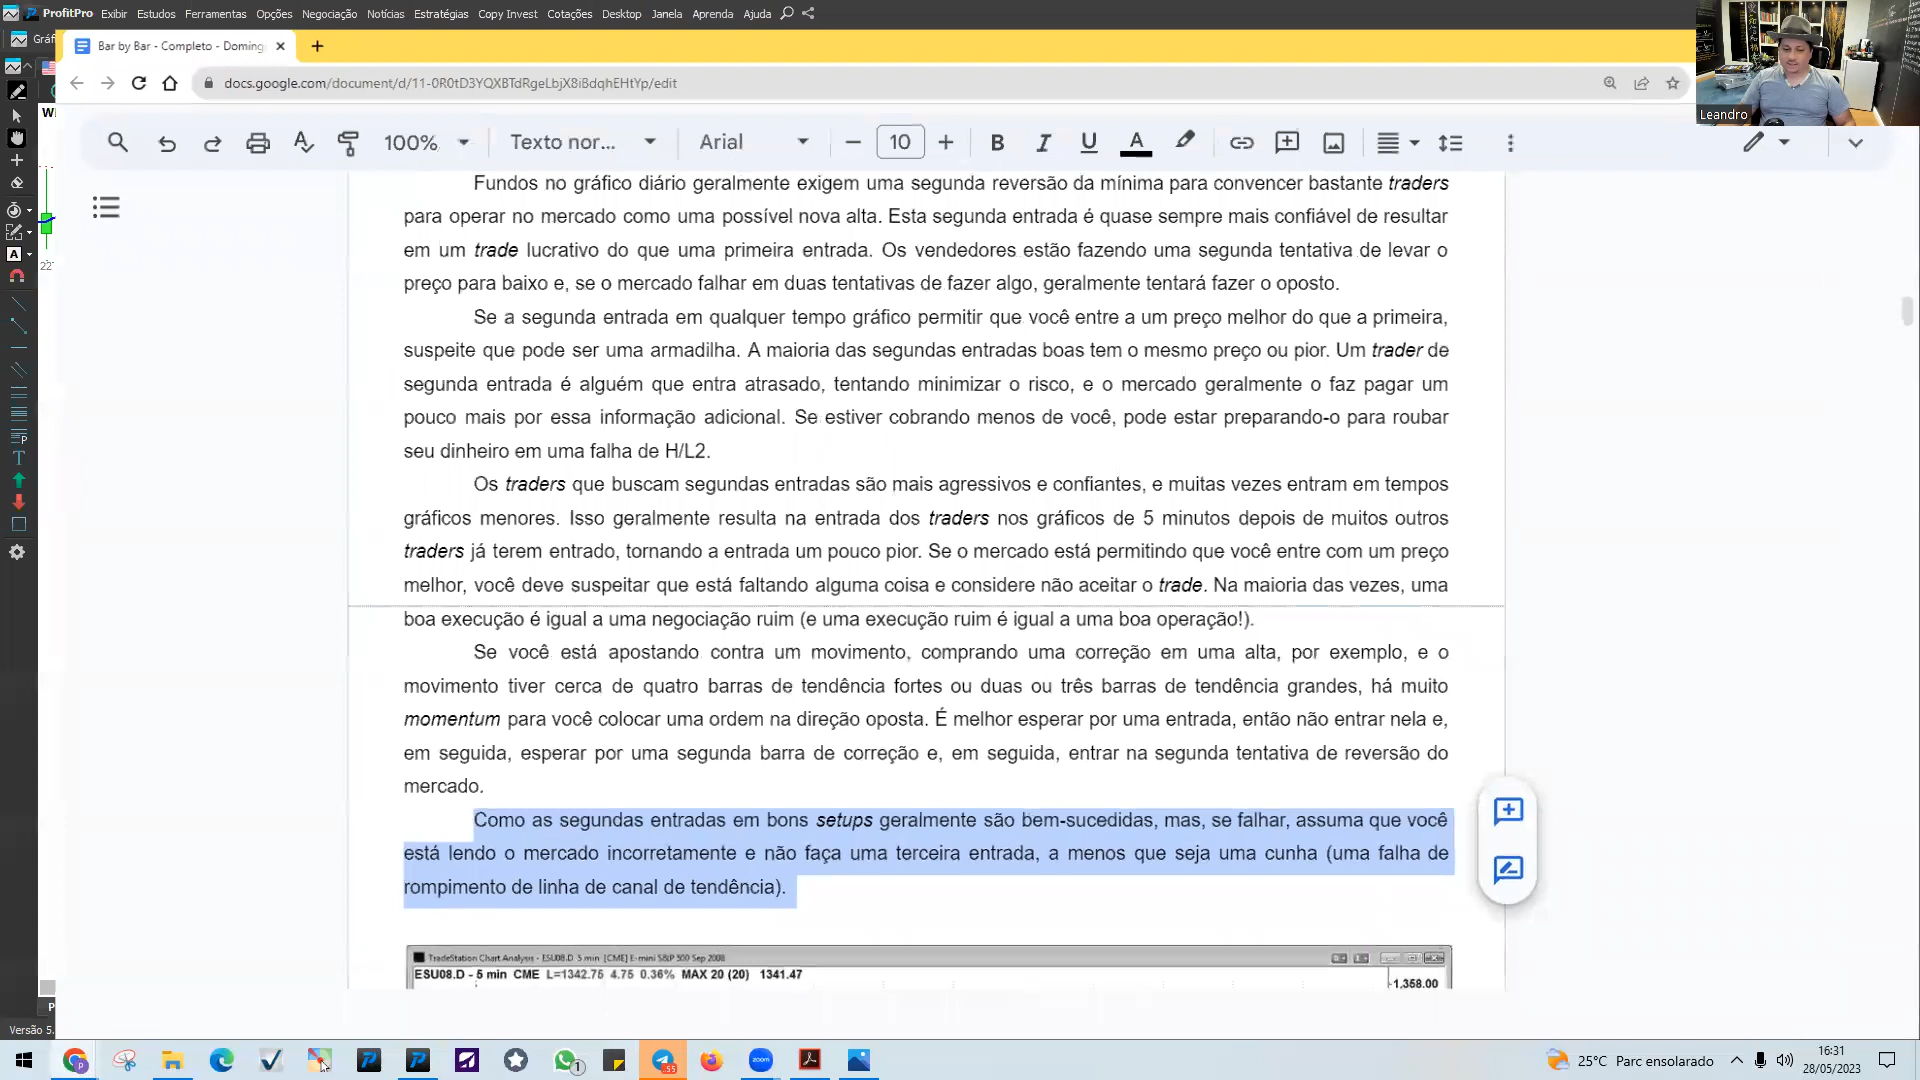 ProfitPro Exibir Estudos Ferramentas Opções Negociação Notícias Estratégias Copy Invest Cotações Desktop Janela Aprenda Ajuda
Gráf
Bar by Bar - Completo - Doming
docs.google.com/document/d/11-0R0tD3YQXBTdRgeLbjX8iBdqhEHtYp/edit
Leandro
100% Texto nor... Arial 10 B I U A
Fundos no gráfico diário geralmente exigem uma segunda reversão da mínima para convencer bastante traders
para operar no mercado como uma possível nova alta. Esta segunda entrada é quase sempre mais confiável de resultar
em um trade lucrativo do que uma primeira entrada. Os vendedores estão fazendo uma segunda tentativa de levar o
preço para baixo e, se o mercado falhar em duas tentativas de fazer algo, geralmente tentará fazer o oposto.
Se a segunda entrada em qualquer tempo gráfico permitir que você entre a um preço melhor do que a primeira,
suspeite que pode ser uma armadilha. A maioria das segundas entradas boas tem o mesmo preço ou pior. Um trader de
segunda entrada é alguém que entra atrasado, tentando minimizar o risco, e o mercado geralmente o faz pagar um
pouco mais por essa informação adicional. Se estiver cobrando menos de você, pode estar preparando-o para roubar
seu dinheiro em uma falha de H/L2.
Os traders que buscam segundas entradas são mais agressivos e confiantes, e muitas vezes entram em tempos
gráficos menores. Isso geralmente resulta na entrada dos traders nos gráficos de 5 minutos depois de muitos outros
traders já terem entrado, tornando a entrada um pouco pior. Se o mercado está permitindo que você entre com um preço
melhor, você deve suspeitar que está faltando alguma coisa e considere não aceitar o trade. Na maioria das vezes, uma
boa execução é igual a uma negociação ruim (e uma execução ruim é igual a uma boa operação!).
Se você está apostando contra um movimento, comprando uma correção em uma alta, por exemplo, e o
movimento tiver cerca de quatro barras de tendência fortes ou duas ou três barras de tendência grandes, há muito
momentum para você colocar uma ordem na direção oposta. É melhor esperar por uma entrada, então não entrar nela e,
em seguida, esperar por uma segunda barra de correção e, em seguida, entrar na segunda tentativa de reversão do
mercado.
Como as segundas entradas em bons setups geralmente são bem-sucedidas, mas, se falhar, assuma que você
está lendo o mercado incorretamente e não faça uma terceira entrada, a menos que seja uma cunha (uma falha de
rompimento de linha de canal de tendência).
TradeStation Chart Analysis - ESU08.D 5 min [CME] E-mini S&P 500 Sep 2008
ESU08.D - 5 min CME L=1342.75 4.75 0.36% MAX 20 (20) 1341.47
1,358.00
Versão 5.
zoom
25°C Parc ensolarado
16:31
28/05/2023